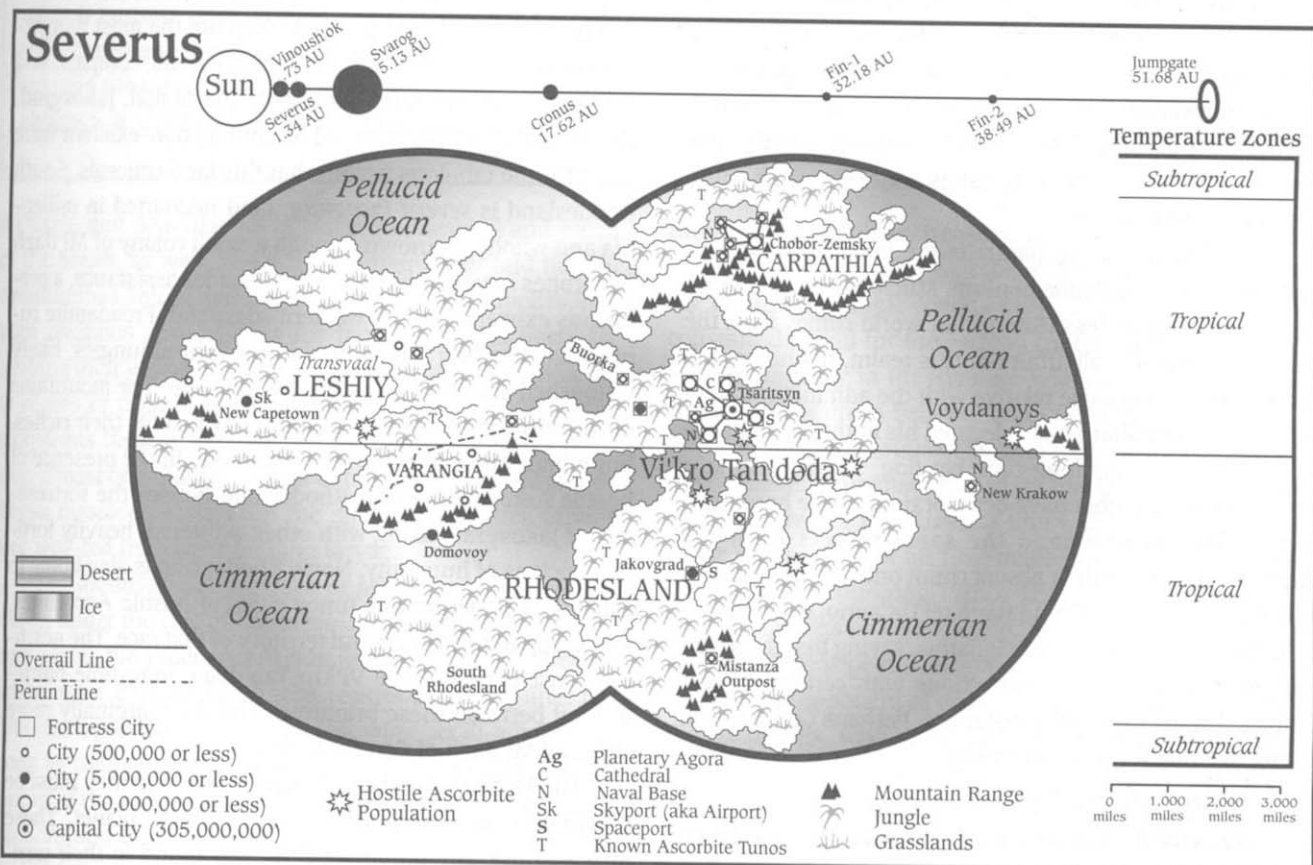 Severus
Sun
Vinoush'ok
.73 AU
Severus
1.34 AU
Svarog
5.13 AU
Cronus
17.62 AU
Fin-1
32.18 AU
Fin-2
38.49 AU
Jumpgate
51.68 AU
Temperature Zones
Subtropical
Tropical
Tropical
Subtropical
Pellucid
Ocean
N
Chobor-Zemsky
CARPATHIA
Pellucid
Ocean
Transvaal
LESHIY
Sk
New Capetown
Buorka
T
T
T
T
T
T
C
Tsaritsyn
Ag
S
N
T
T
T
T
Voydanoys
N
New Krakow
VARANGIA
Domovoy
T
Vi'kro Tan'doda
Cimmerian
Ocean
T
Jakovgrad
S
RHODESLAND
T
T
T
South
Rhodesland
Mistanza
Outpost
Cimmerian
Ocean
Desert
Ice
Overrail Line
Perun Line
Fortress City
City (500,000 or less)
City (5,000,000 or less)
City (50,000,000 or less)
Capital City (305,000,000)
Hostile Ascorbite
Population
Ag Planetary Agora
C Cathedral
N Naval Base
Sk Skyport (aka Airport)
S Spaceport
T Known Ascorbite Tunos
Mountain Range
Jungle
Grasslands
0 1,000 2,000 3,000
miles miles miles miles